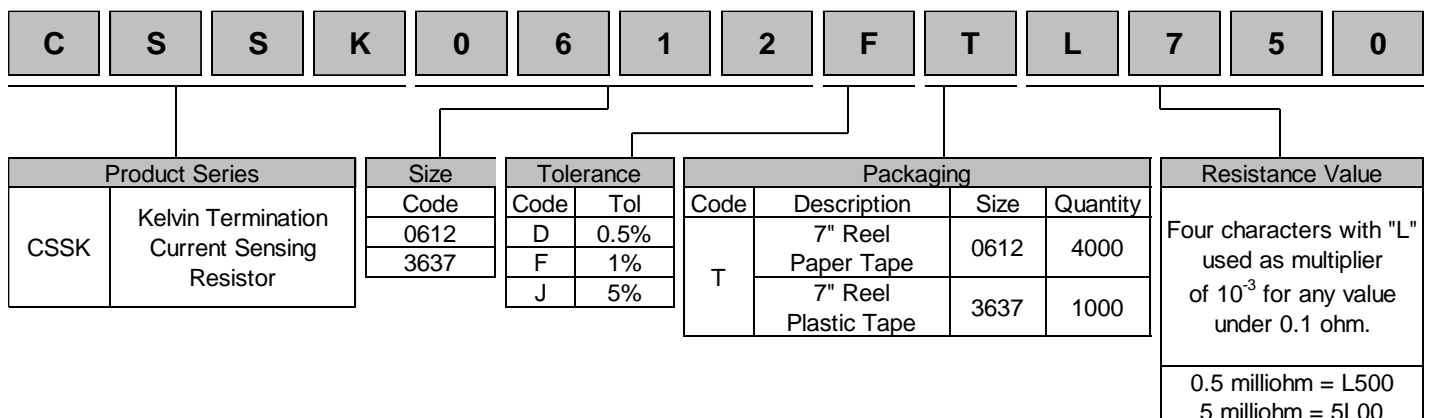 C S S K 0 6 1 2 F T L 7 5 0
Product Series
CSSK
Kelvin Termination
Current Sensing
Resistor
Size
Code
0612
3637
Tolerance
Code Tol
D 0.5%
F 1%
J 5%
Packaging
Code Description Size Quantity
T
7" Reel
Paper Tape
0612 4000
7" Reel
Plastic Tape
3637 1000
Resistance Value
Four characters with "L"
used as multiplier
of 10⁻³ for any value
under 0.1 ohm.
0.5 milliohm = L500
5 milliohm = 5L00